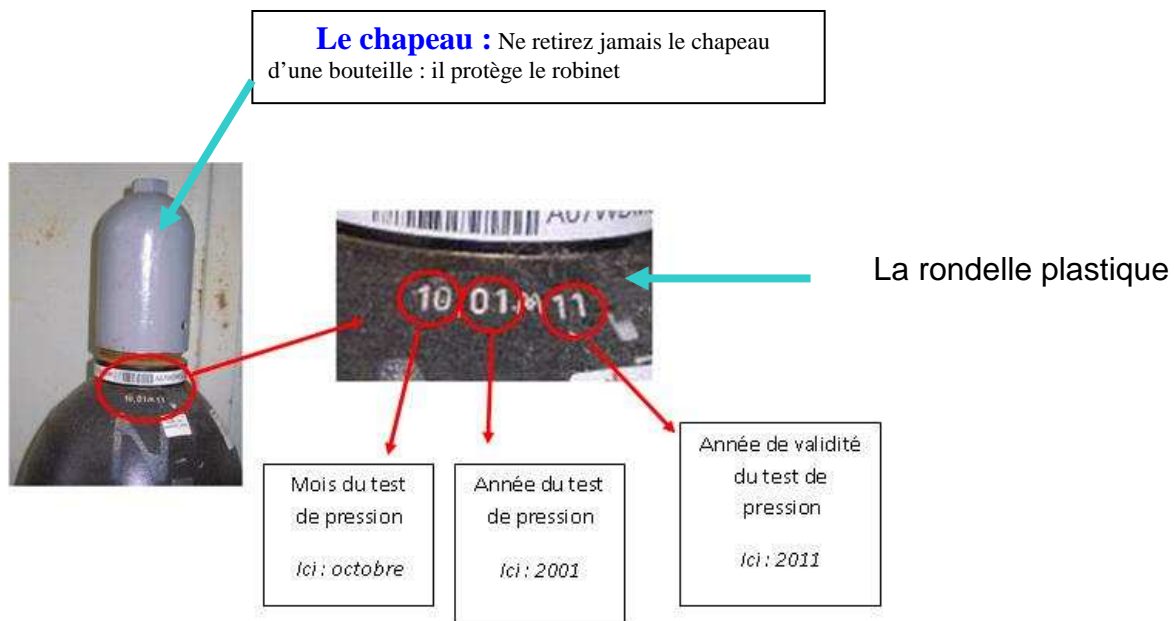 Le chapeau : Ne retirez jamais le chapeau
d'une bouteille : il protège le robinet
La rondelle plastique
10 01 11
Mois du test
de pression
Ici : octobre
Année du test
de pression
Ici : 2001
Année de validité
du test de
pression
Ici : 2011